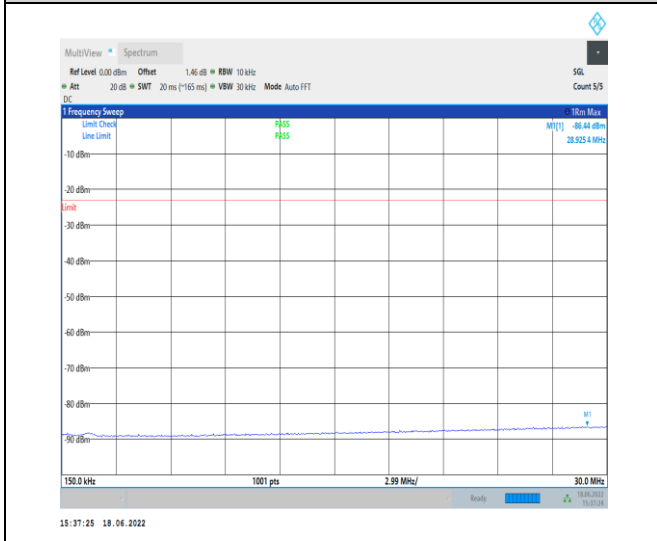 MultiView Spectrum
Ref Level 0.00 dBm Offset 1.46 dB RBW 10 kHz SGL
Att 20 dB SWT 20 ms (~165 ms) VBW 30 kHz Mode Auto FFT Count 5/5
DC
1 Frequency Sweep 1Rm Max
Limit Check PASS M1[1] -86.44 dBm
Line Limit PASS 28.925 4 MHz
-10 dBm
-20 dBm
Limit
-30 dBm
-40 dBm
-50 dBm
-60 dBm
-70 dBm
-80 dBm
M1
-90 dBm
150.0 kHz 1001 pts 2.99 MHz/ 30.0 MHz
Ready 18.06.2022
15:37:24
15:37:25 18.06.2022